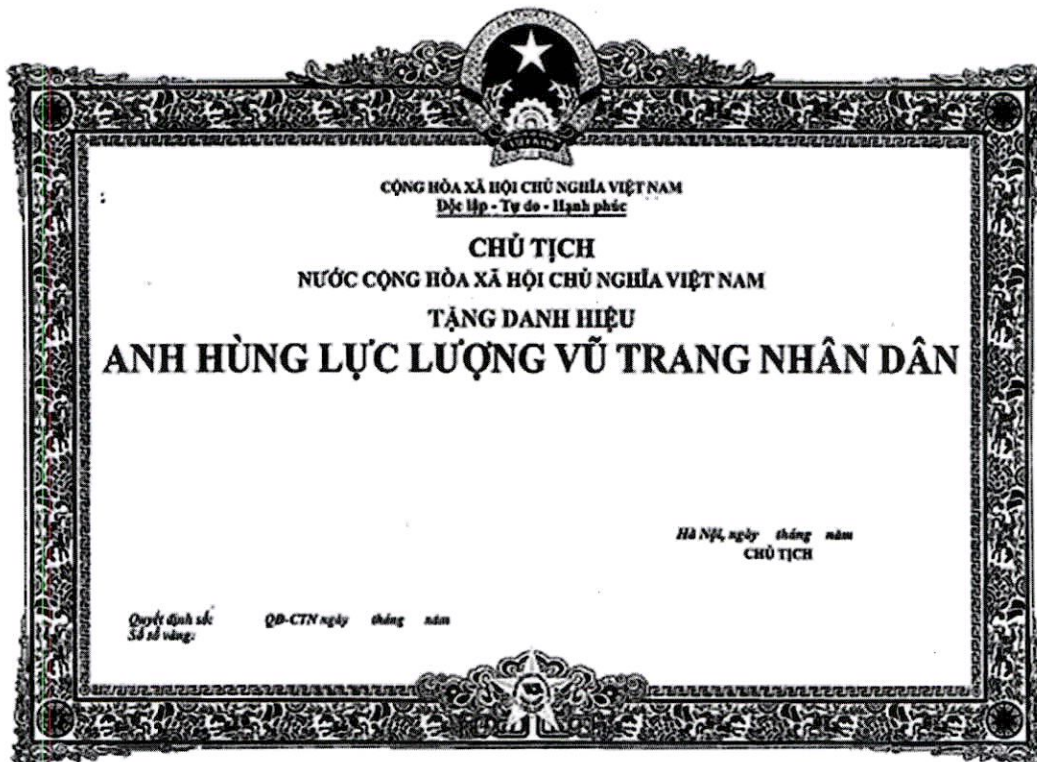 CỘNG HÒA XÃ HỘI CHỦ NGHĨA VIỆT NAM
Độc lập - Tự do - Hạnh phúc
CHỦ TỊCH
NƯỚC CỘNG HÒA XÃ HỘI CHỦ NGHĨA VIỆT NAM
TẶNG DANH HIỆU
ANH HÙNG LỰC LƯỢNG VŨ TRANG NHÂN DÂN
Hà Nội, ngày tháng năm
CHỦ TỊCH
Quyết định số: QĐ-CTN ngày tháng năm
Số sổ vàng: